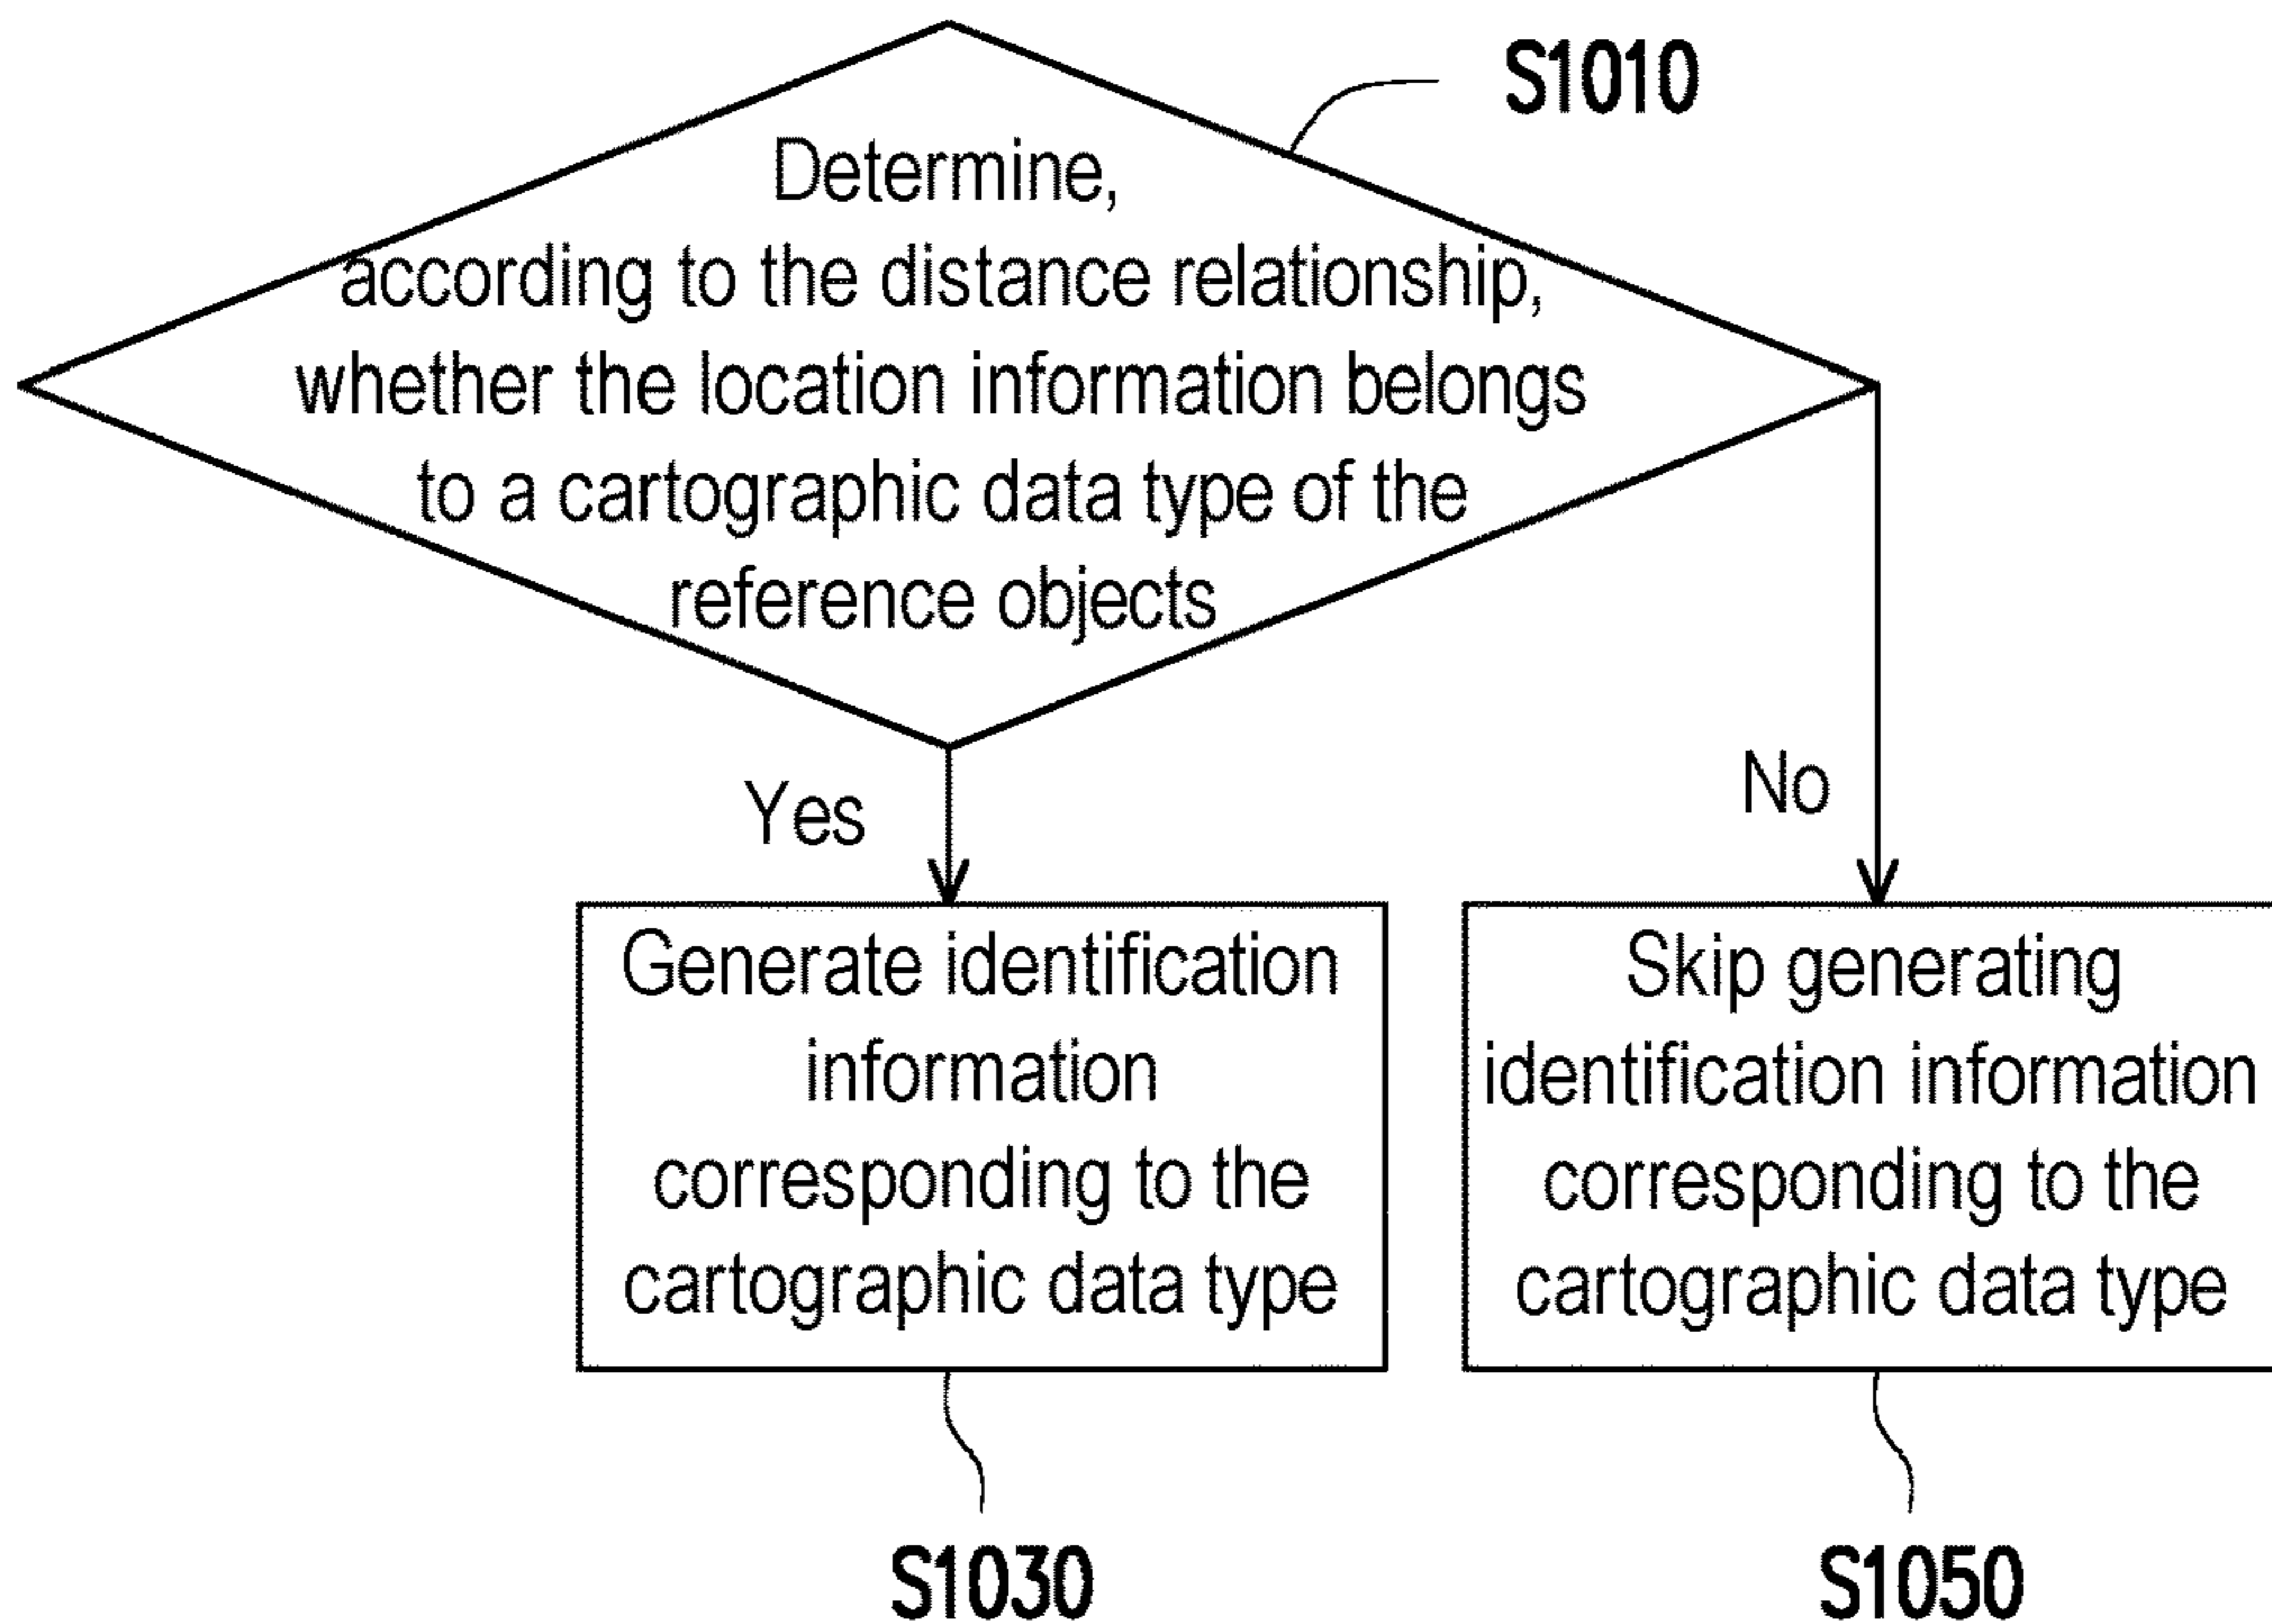 S1010
Determine,
according to the distance relationship,
whether the location information belongs
to a cartographic data type of the
reference objects
Yes
No
Generate identification
information
corresponding to the
cartographic data type
Skip generating
identification information
corresponding to the
cartographic data type
S1030
S1050